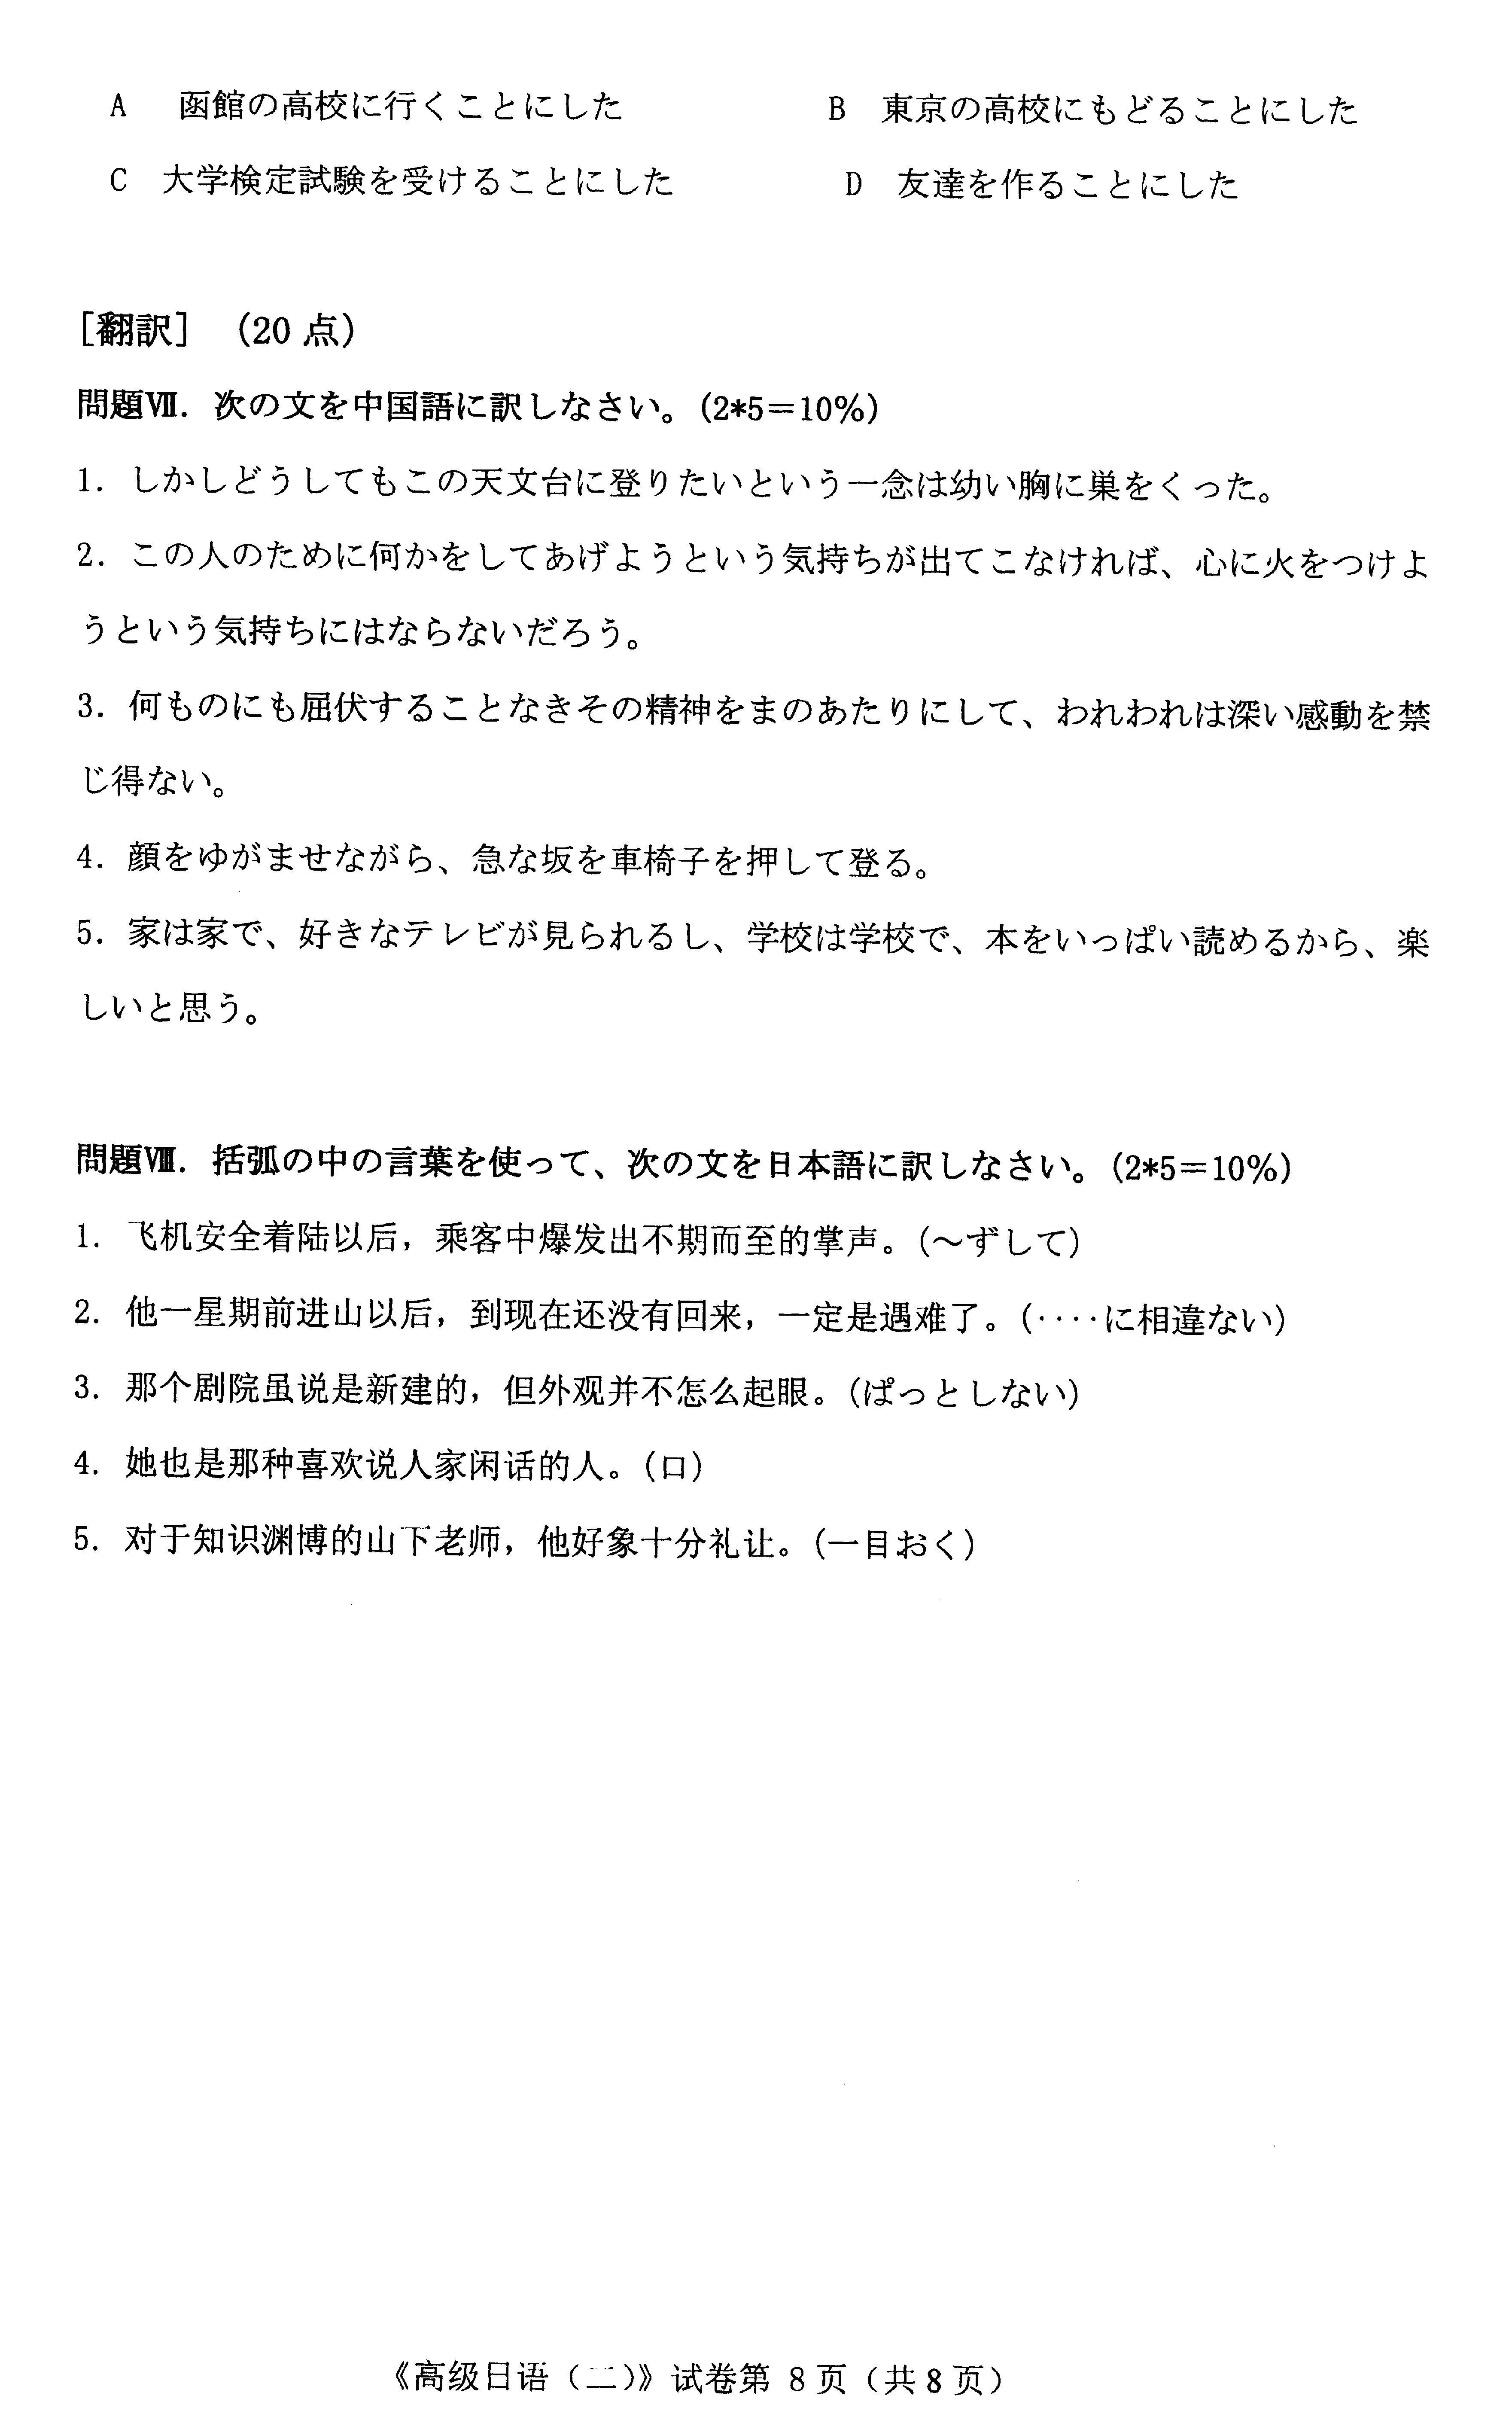 A　函館の高校に行くことにした　　　B　東京の高校にもどることにした
C　大学検定試験を受けることにした　　　D　友達を作ることにした
[翻訳]　（20 点）
問題Ⅶ．次の文を中国語に訳しなさい。（2*5＝10%）
1．しかしどうしてもこの天文台に登りたいという一念は幼い胸に巣をくった。
2．この人のために何かをしてあげようという気持ちが出てこなければ、心に火をつけよ
うという気持ちにはならないだろう。
3．何ものにも屈伏することなきその精神をまのあたりにして、われわれは深い感動を禁
じ得ない。
4．顔をゆがませながら、急な坂を車椅子を押して登る。
5．家は家で、好きなテレビが見られるし、学校は学校で、本をいっぱい読めるから、楽
しいと思う。
問題Ⅷ．括弧の中の言葉を使って、次の文を日本語に訳しなさい。（2*5＝10%）
1．飞机安全着陆以后，乘客中爆发出不期而至的掌声。（～ずして）
2．他一星期前进山以后，到现在还没有回来，一定是遇难了。（‥‥に相違ない）
3．那个剧院虽说是新建的，但外观并不怎么起眼。（ぱっとしない）
4．她也是那种喜欢说人家闲话的人。（口）
5．对于知识渊博的山下老师，他好象十分礼让。（一目おく）
《高级日语（二）》试卷第 8 页（共 8 页）